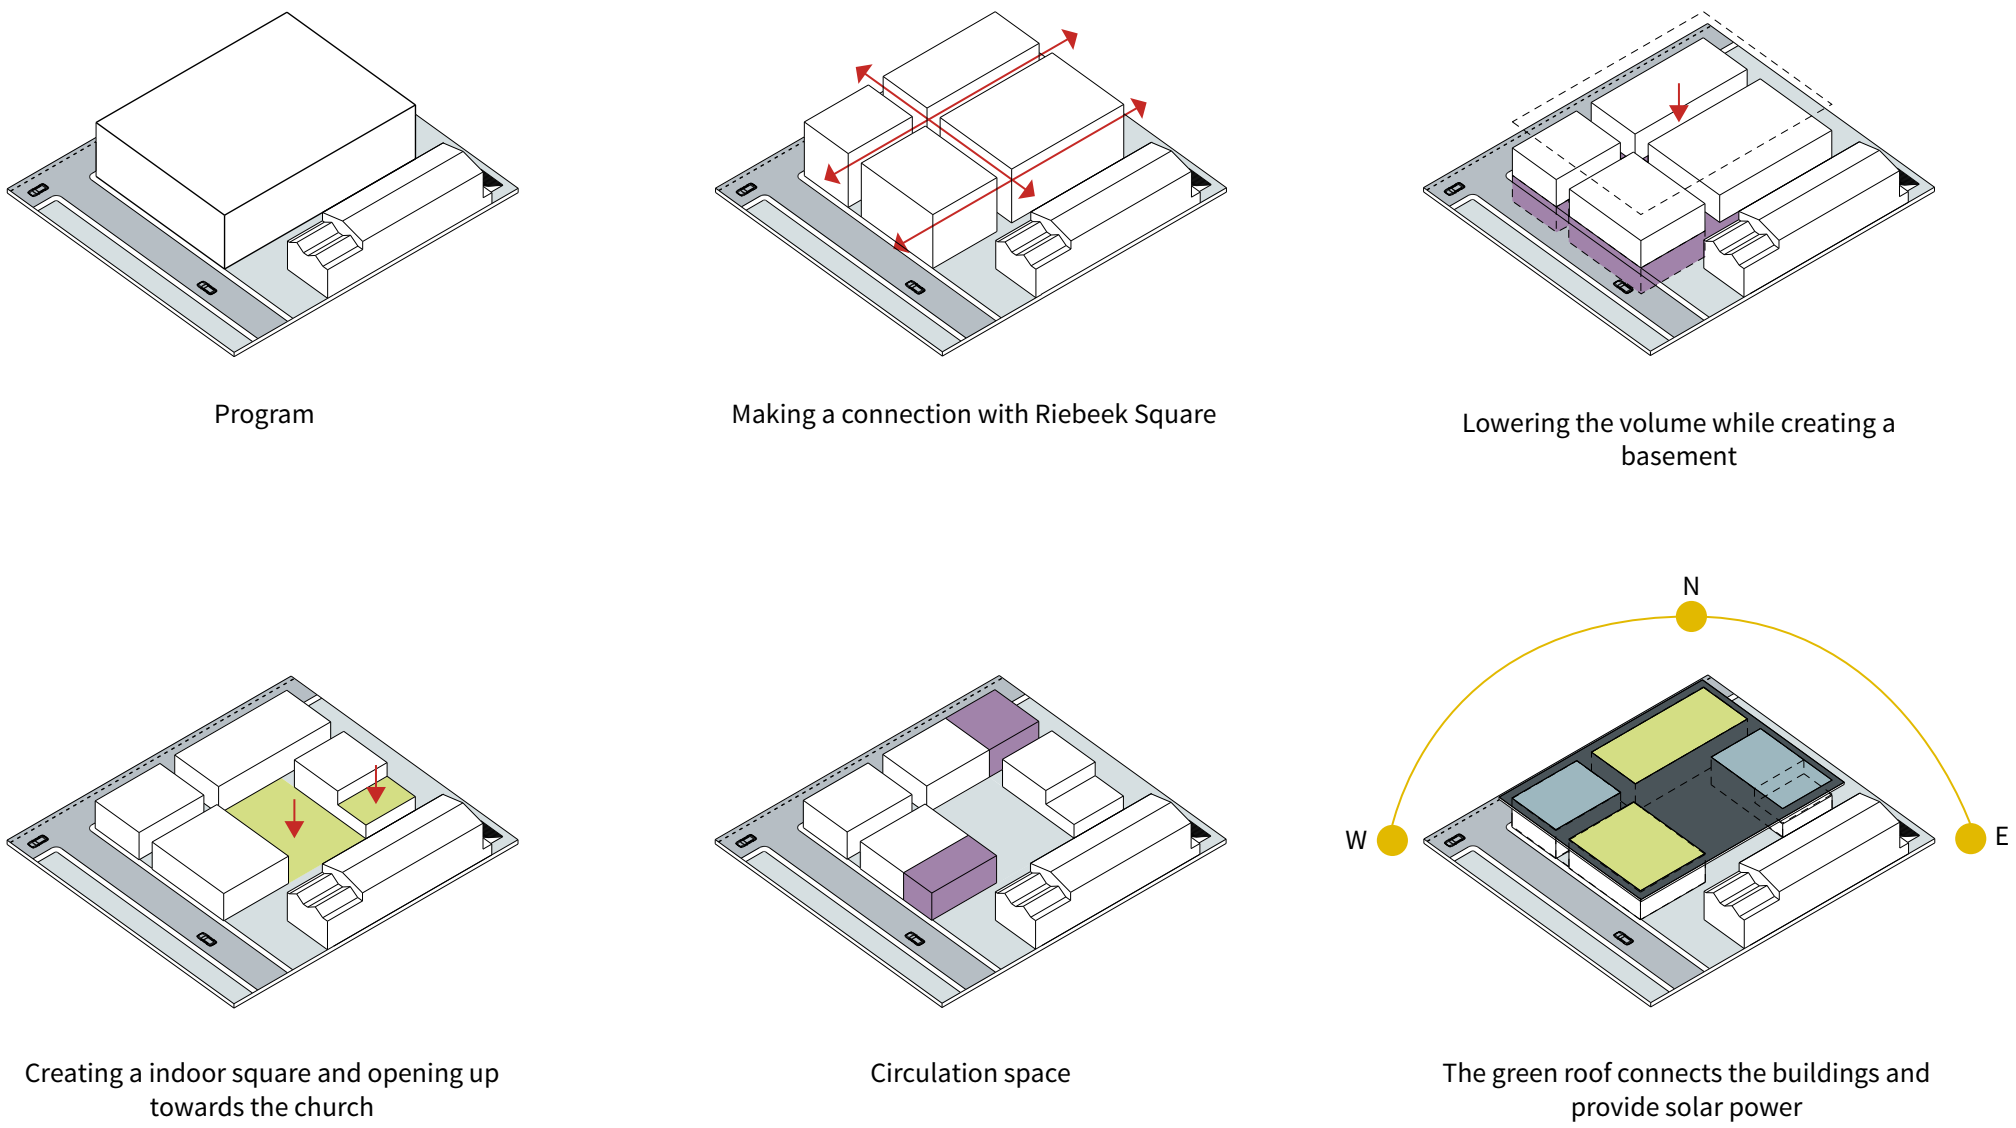 Program
Making a connection with Riebeek Square
Lowering the volume while creating a
basement
N
W
E
Creating a indoor square and opening up
towards the church
Circulation space
The green roof connects the buildings and
provide solar power